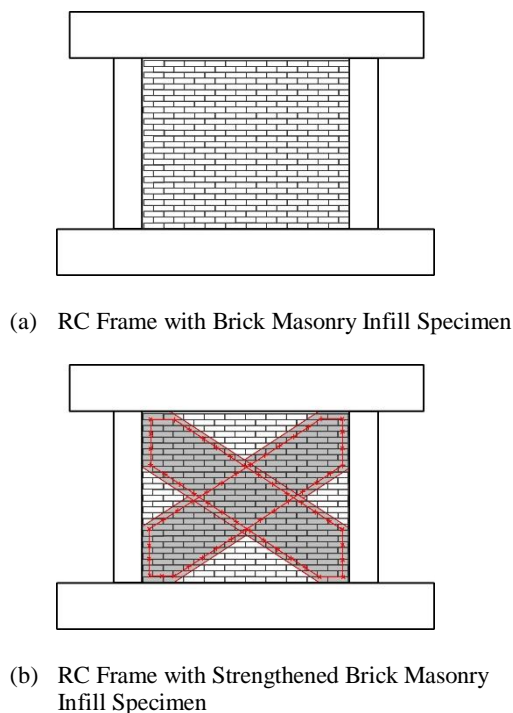 (a) RC Frame with Brick Masonry Infill Specimen
(b) RC Frame with Strengthened Brick Masonry
Infill Specimen